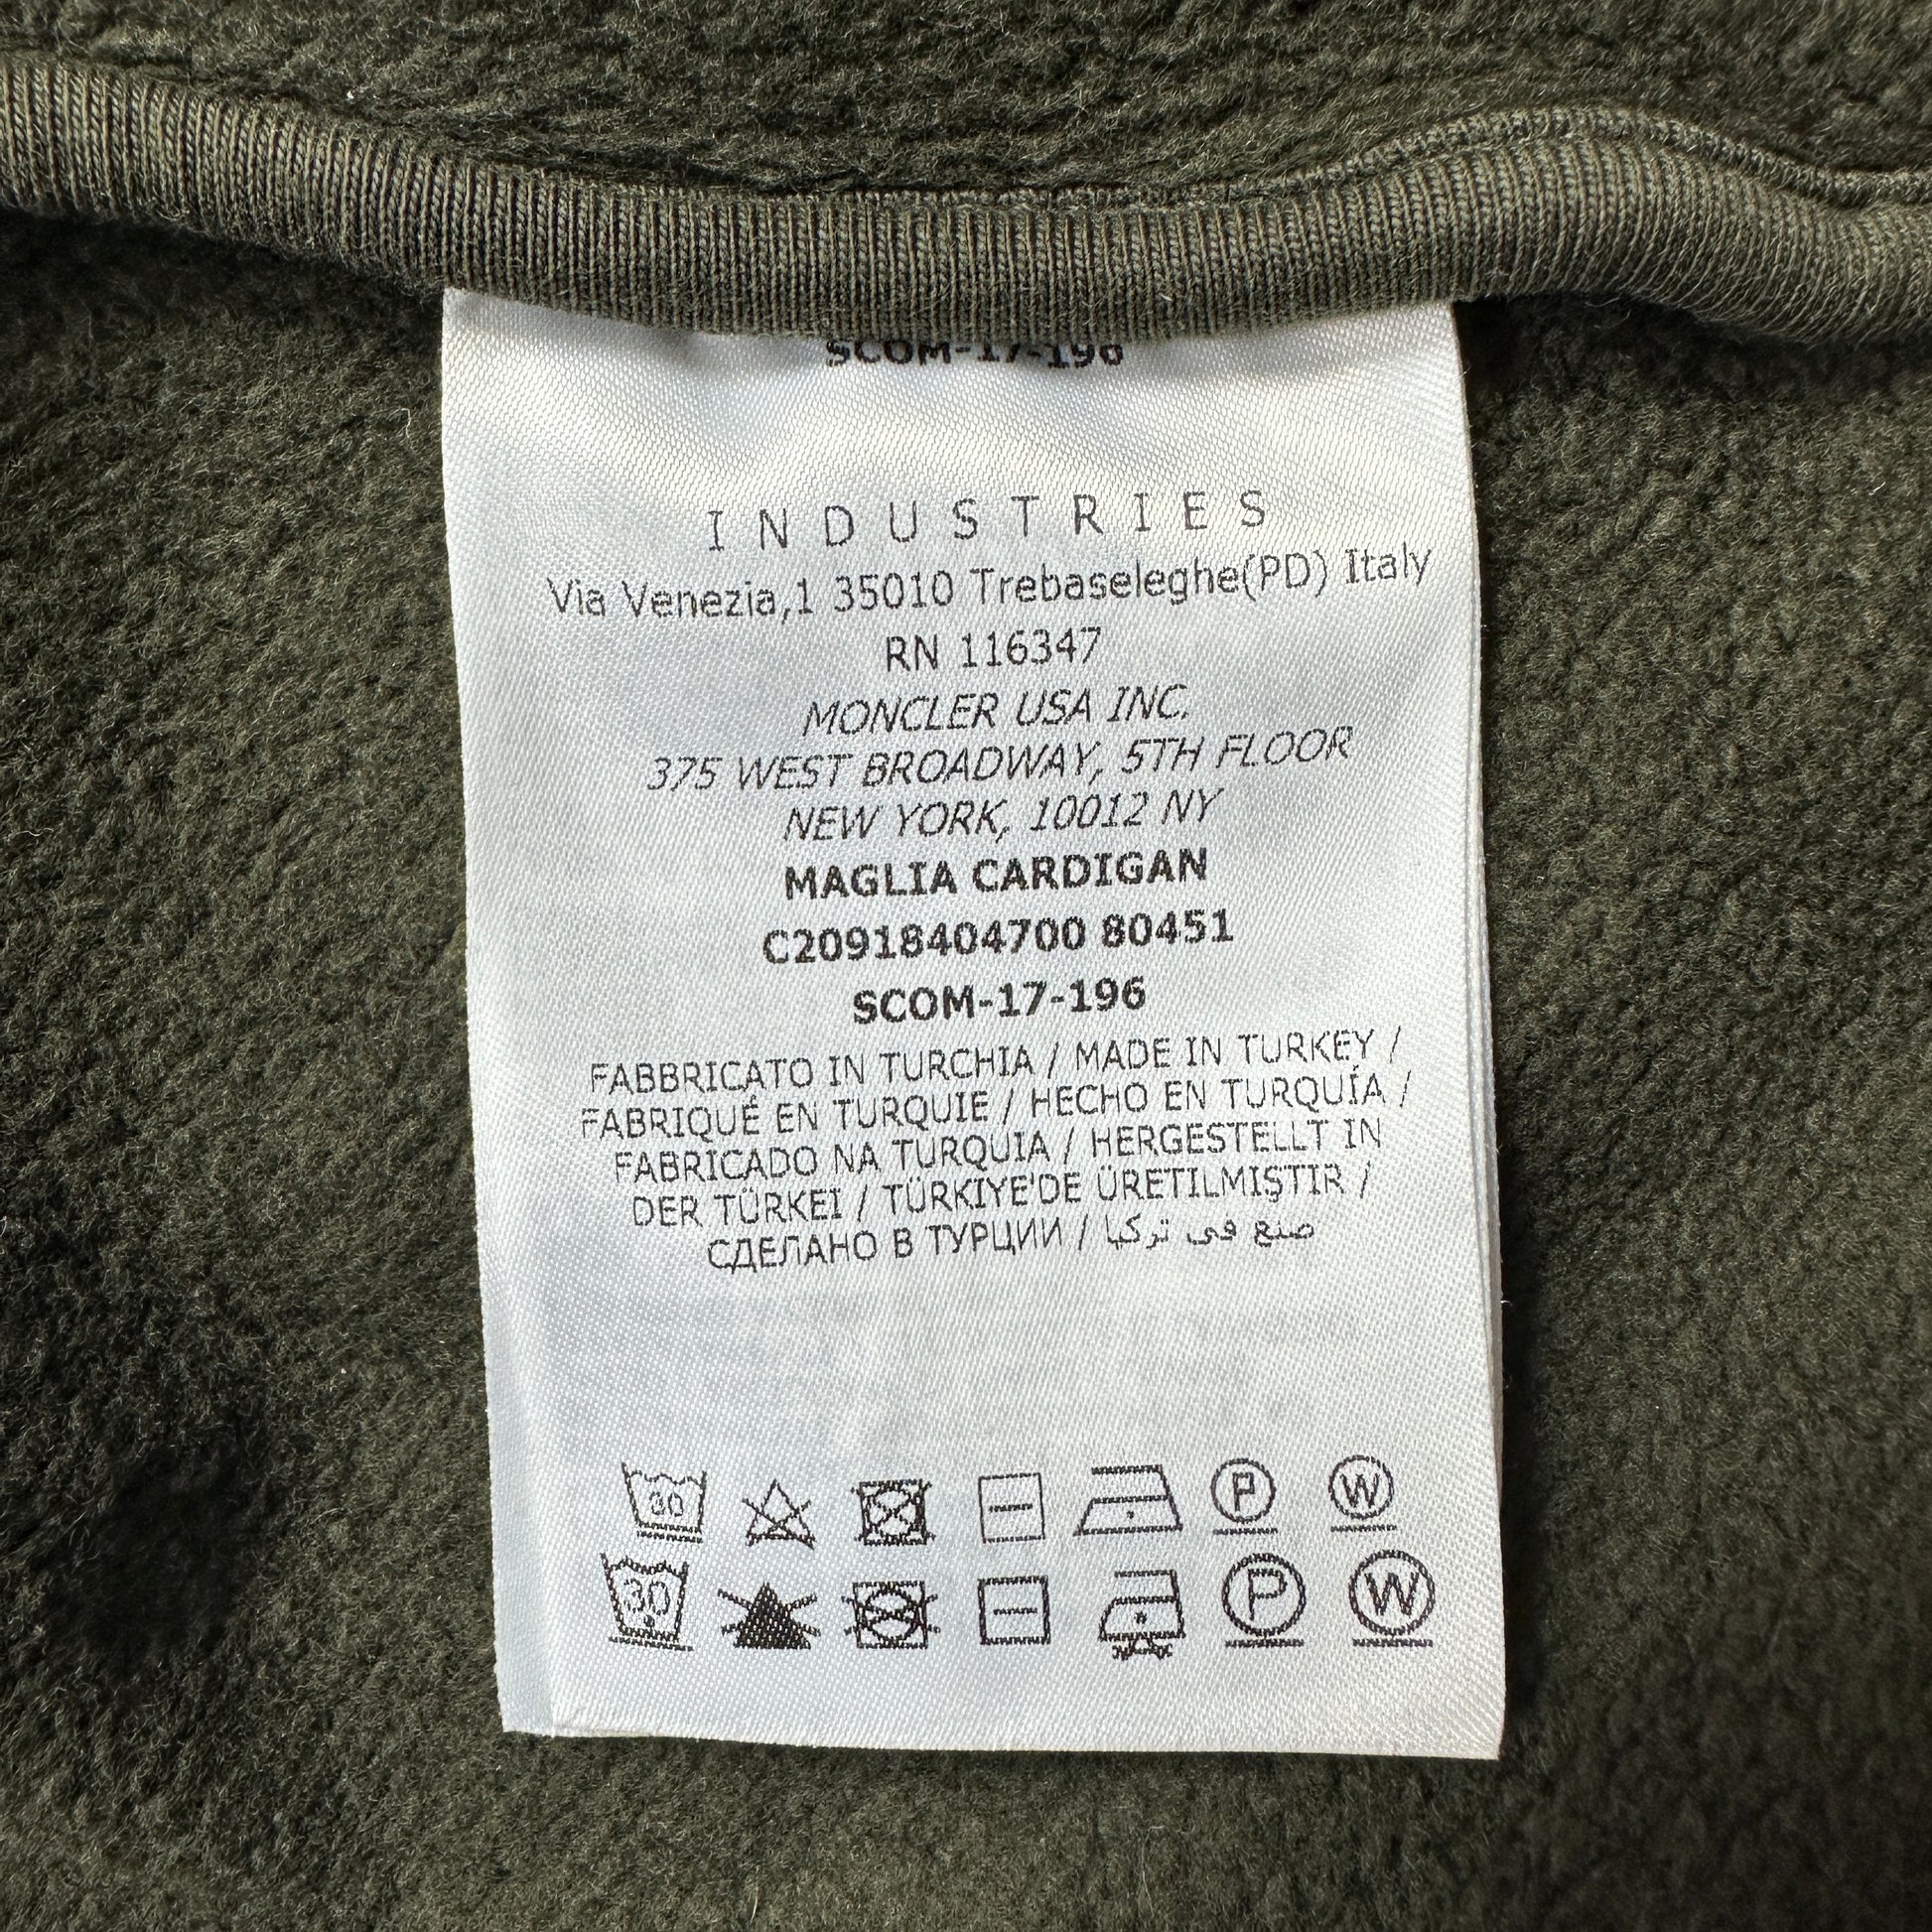 SCOM-17-196
INDUSTRIES
Via Venezia,1 35010 Trebaseleghe(PD) Italy
RN 116347
MONCLER USA INC.
375 WEST BROADWAY, 5TH FLOOR
NEW YORK, 10012 NY
MAGLIA CARDIGAN
C20918404700 80451
SCOM-17-196
FABBRICATO IN TURCHIA / MADE IN TURKEY /
FABRIQUÉ EN TURQUIE / HECHO EN TURQUÍA /
FABRICADO NA TURQUIA / HERGESTELLT IN
DER TÜRKEI / TÜRKIYE'DE ÜRETILMIŞTIR /
СДЕЛАНО В ТУРЦИИ / صنع في تركيا
30 P W
30 P W